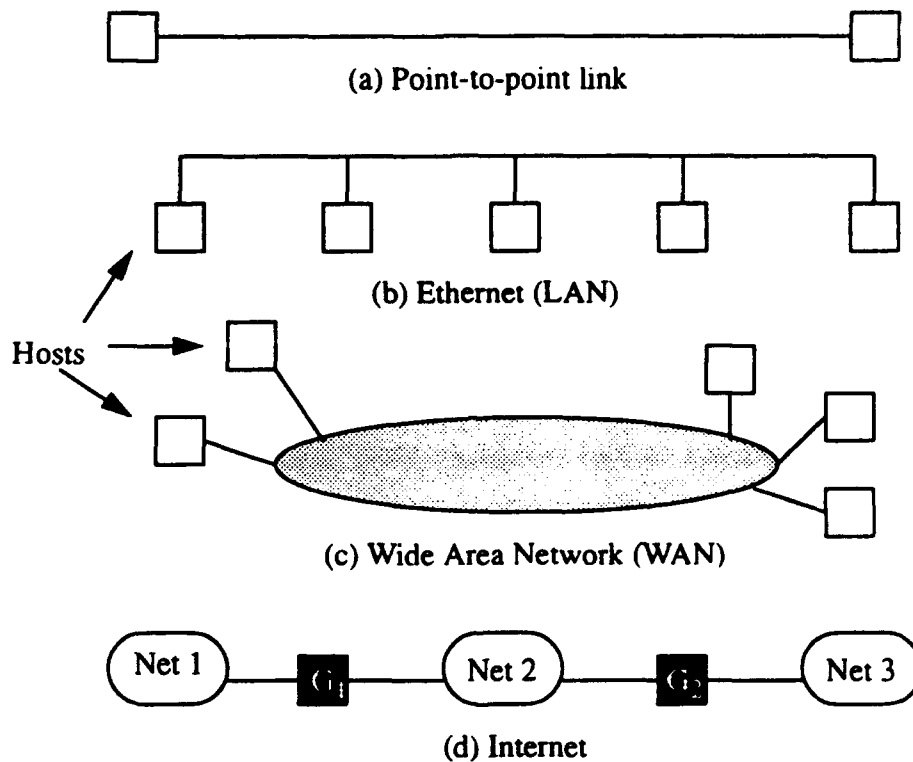 (a) Point-to-point link
(b) Ethernet (LAN)
Hosts
(c) Wide Area Network (WAN)
Net 1
G1
Net 2
G2
Net 3
(d) Internet